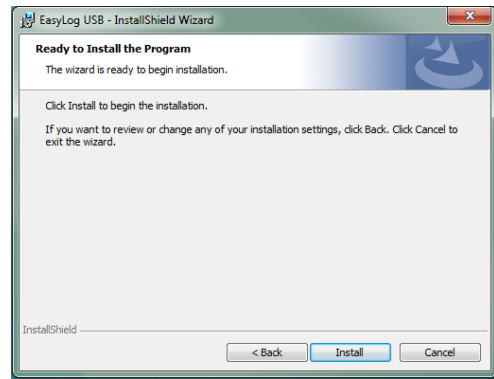 EasyLog USB - InstallShield Wizard
Ready to Install the Program
The wizard is ready to begin installation.
Click Install to begin the installation.
If you want to review or change any of your installation settings, click Back. Click Cancel to
exit the wizard.
InstallShield
< Back Install Cancel